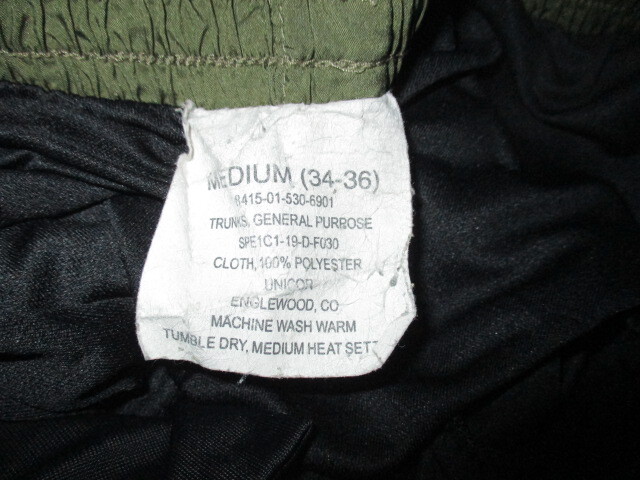 MEDIUM (34-36)
8415-01-530-6901
TRUNKS, GENERAL PURPOSE
SPE1C1-19-D-F030
CLOTH, 100% POLYESTER
UNICOR
ENGLEWOOD, CO
MACHINE WASH WARM
TUMBLE DRY, MEDIUM HEAT SETT